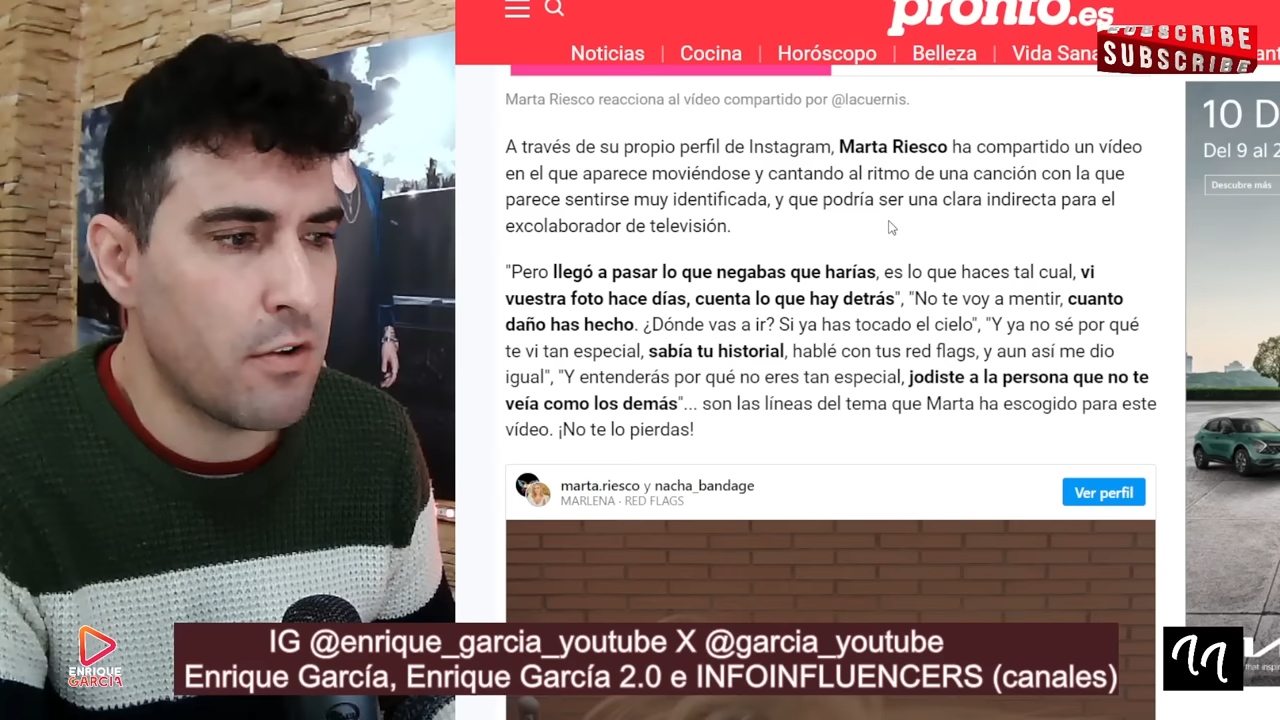 pronto.es
Noticias | Cocina | Horóscopo | Belleza | Vida Sana
SUBSCRIBE
SUBSCRIBE
Marta Riesco reacciona al vídeo compartido por @lacuernis.
A través de su propio perfil de Instagram, Marta Riesco ha compartido un vídeo
en el que aparece moviéndose y cantando al ritmo de una canción con la que
parece sentirse muy identificada, y que podría ser una clara indirecta para el
excolaborador de televisión.
"Pero llegó a pasar lo que negabas que harías, es lo que haces tal cual, vi
vuestra foto hace días, cuenta lo que hay detrás", "No te voy a mentir, cuanto
daño has hecho. ¿Dónde vas a ir? Si ya has tocado el cielo", "Y ya no sé por qué
te vi tan especial, sabía tu historial, hablé con tus red flags, y aun así me dio
igual", "Y entenderás por qué no eres tan especial, jodiste a la persona que no te
veía como los demás"... son las líneas del tema que Marta ha escogido para este
vídeo. ¡No te lo pierdas!
marta.riesco y nacha_bandage
MARLENA - RED FLAGS
Ver perfil
10 D
Del 9 al 2
Descubre más
ENRIQUE
GARCÍA
IG @enrique_garcia_youtube X @garcia_youtube
Enrique García, Enrique García 2.0 e INFOINFLUENCERS (canales)